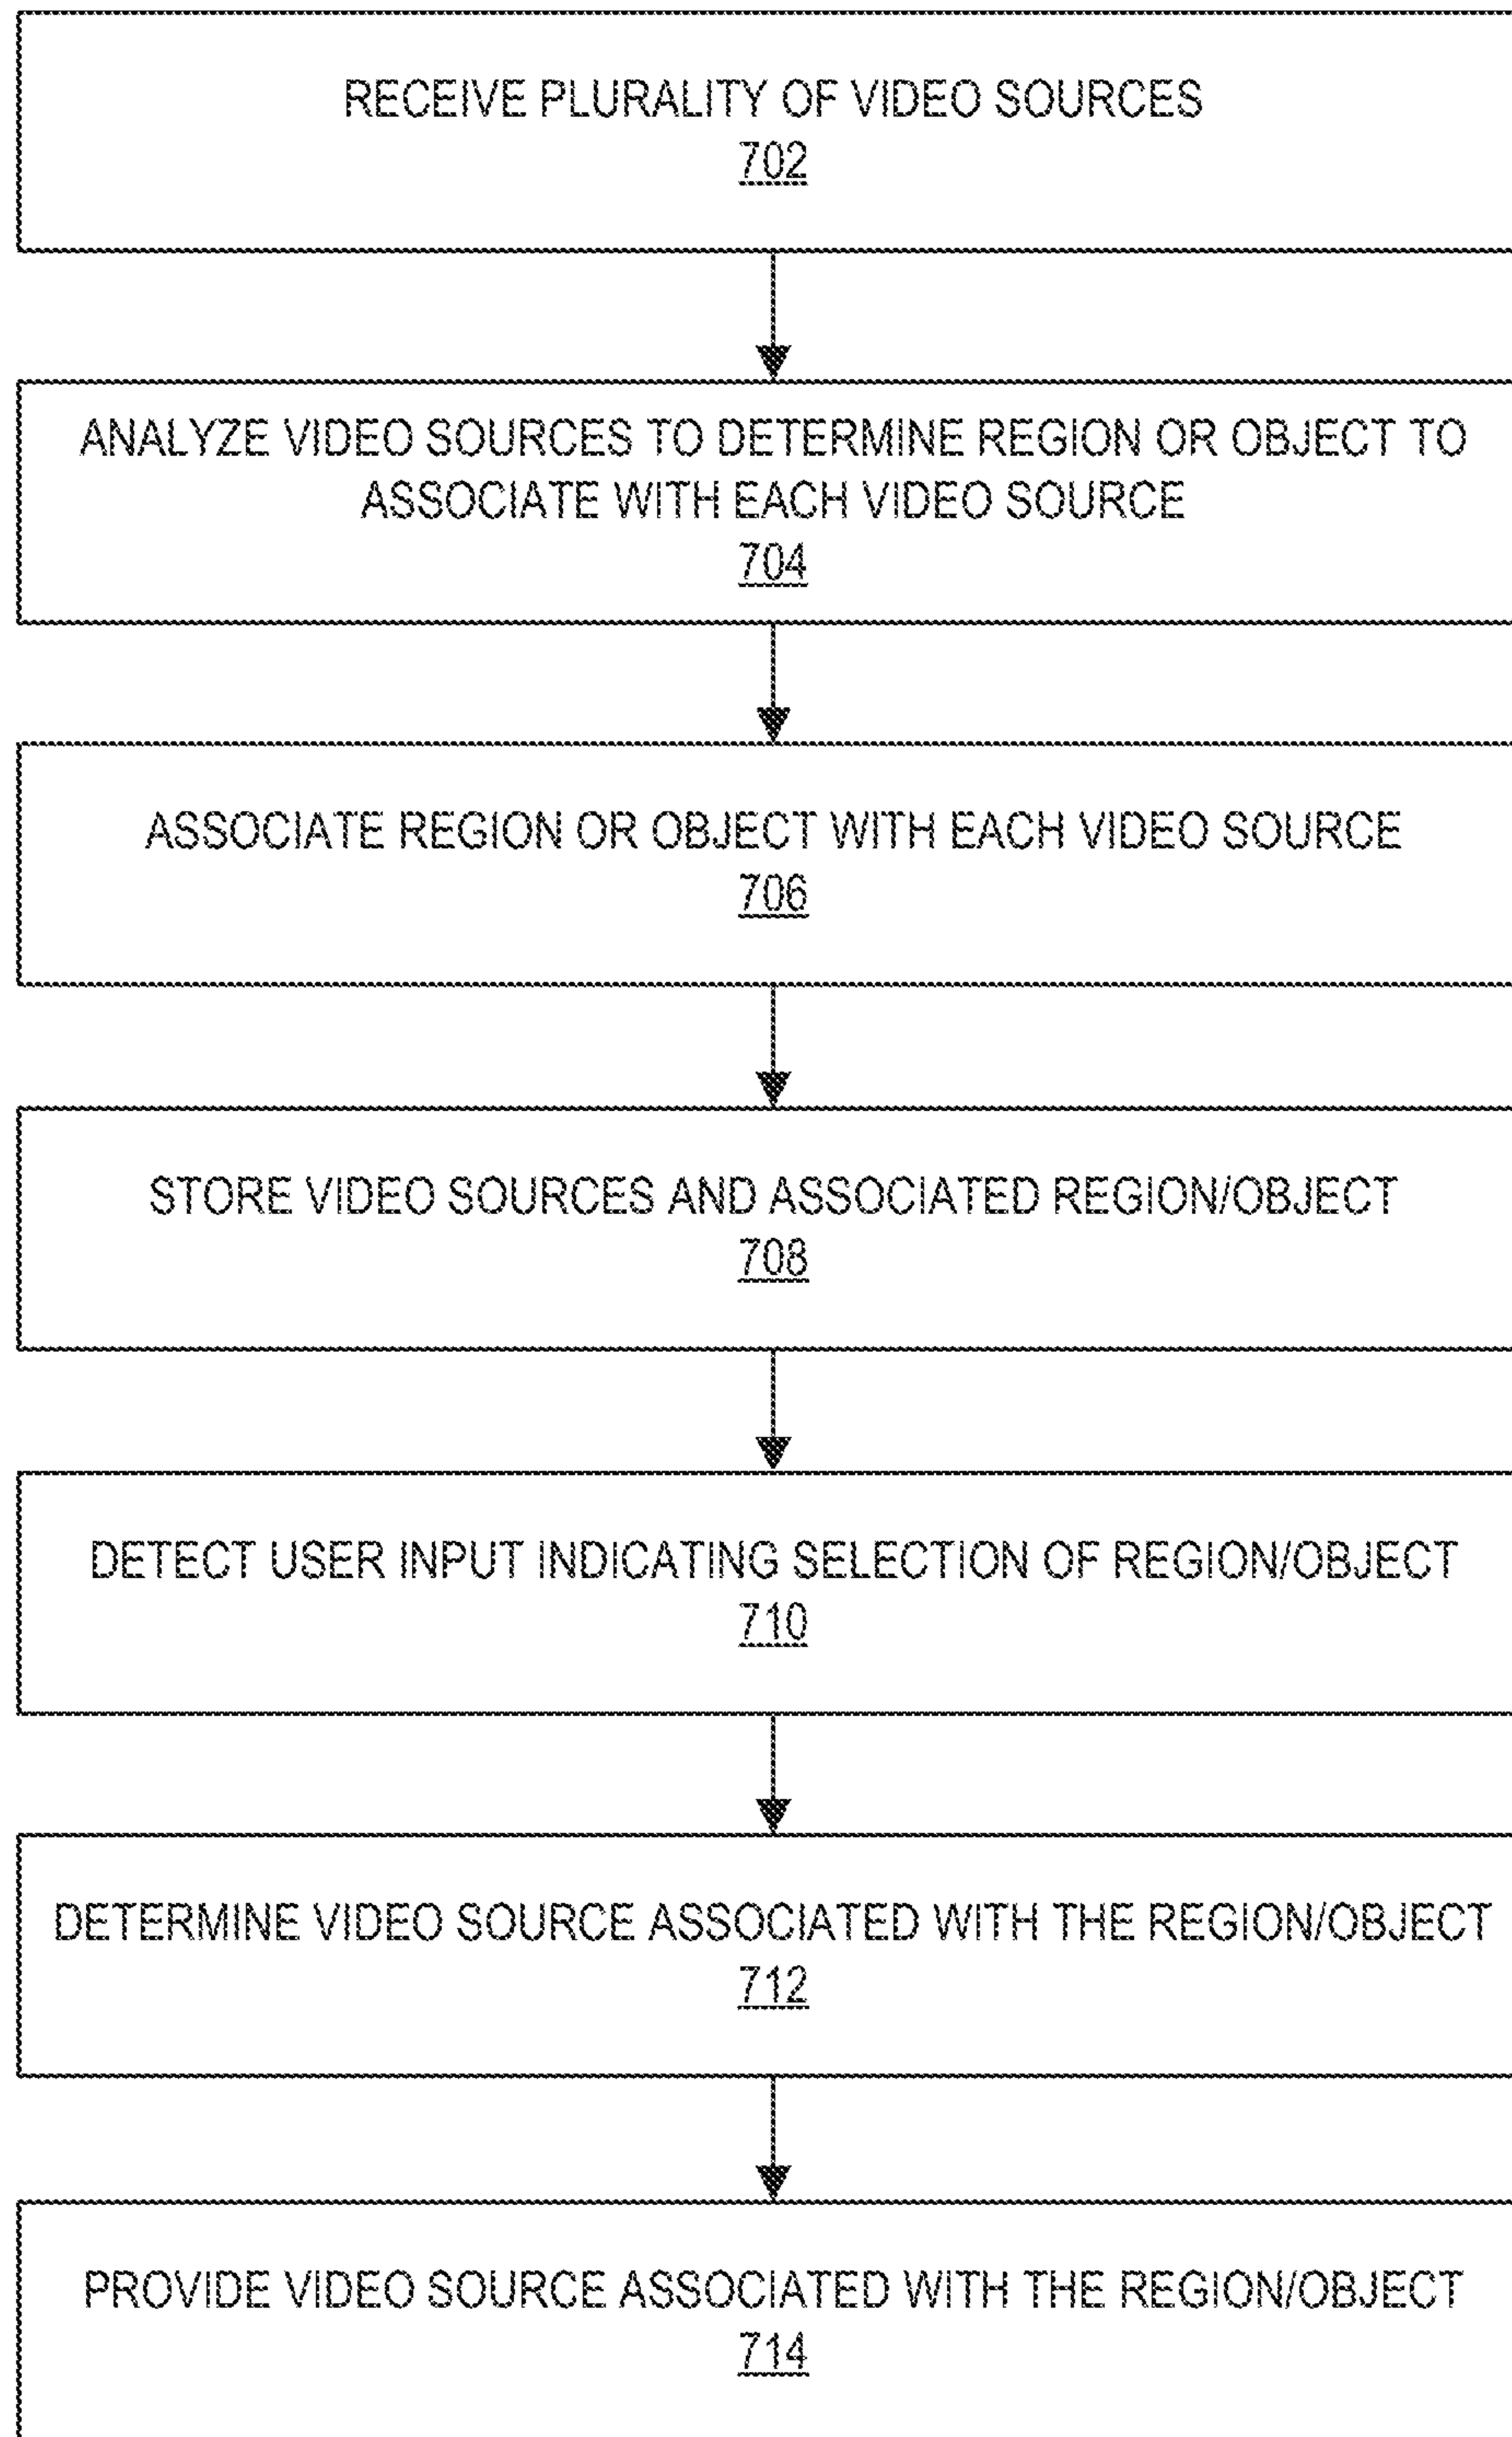 RECEIVE PLURALITY OF VIDEO SOURCES
702
ANALYZE VIDEO SOURCES TO DETERMINE REGION OR OBJECT TO
ASSOCIATE WITH EACH VIDEO SOURCE
704
ASSOCIATE REGION OR OBJECT WITH EACH VIDEO SOURCE
706
STORE VIDEO SOURCES AND ASSOCIATED REGION/OBJECT
708
DETECT USER INPUT INDICATING SELECTION OF REGION/OBJECT
710
DETERMINE VIDEO SOURCE ASSOCIATED WITH THE REGION/OBJECT
712
PROVIDE VIDEO SOURCE ASSOCIATED WITH THE REGION/OBJECT
714